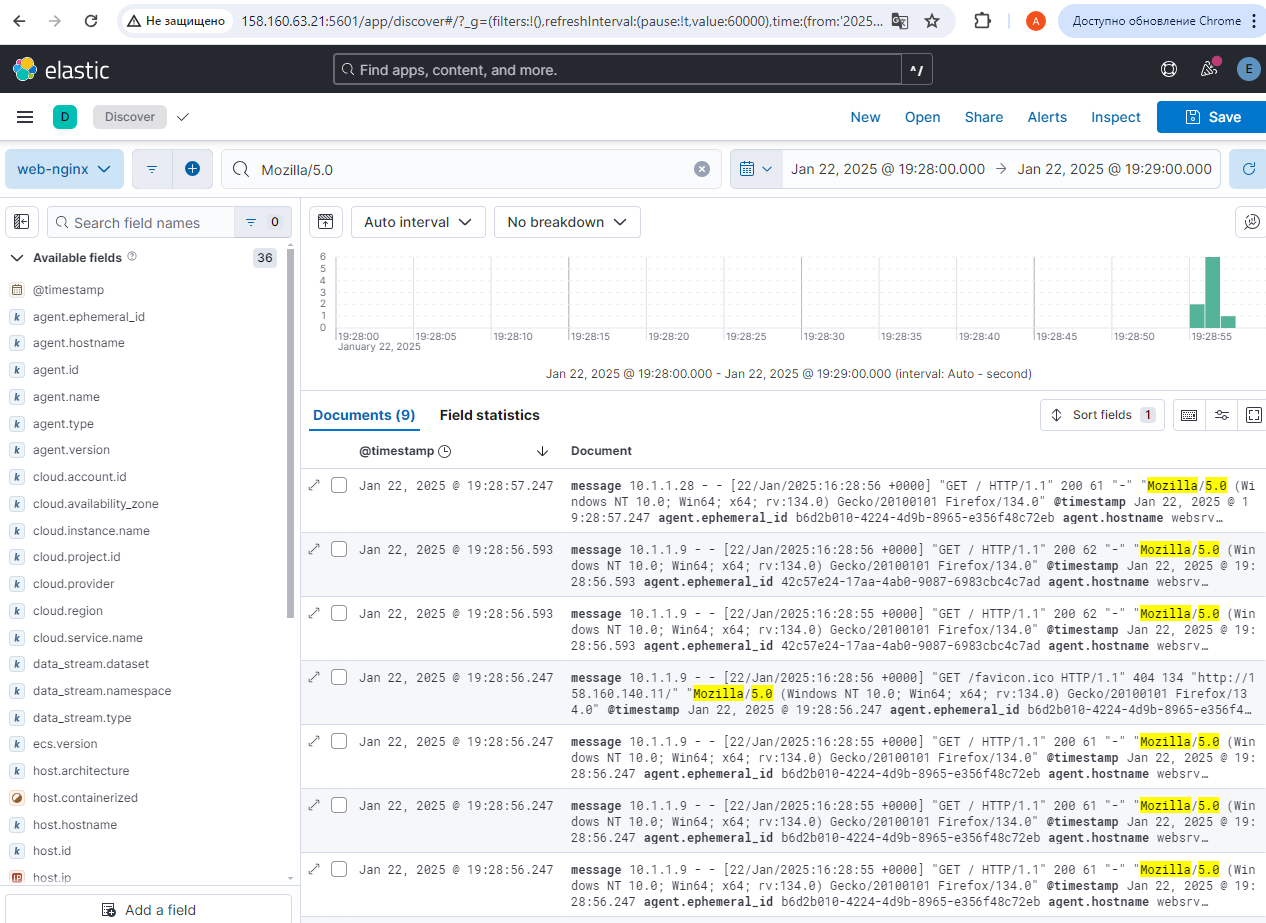 Не защищено
158.160.63.21:5601/app/discover#/?_g=(filters:!(),refreshInterval:(pause:!t,value:60000),time:(from:'2025...
A
Доступно обновление Chrome
elastic
Find apps, content, and more.
^/
E
D
Discover
New
Open
Share
Alerts
Inspect
Save
web-nginx
Mozilla/5.0
Jan 22, 2025 @ 19:28:00.000 → Jan 22, 2025 @ 19:29:00.000
Search field names
0
Auto interval
No breakdown
Available fields
36
@timestamp
k agent.ephemeral_id
k agent.hostname
k agent.id
k agent.name
k agent.type
k agent.version
k cloud.account.id
k cloud.availability_zone
k cloud.instance.name
k cloud.project.id
k cloud.provider
k cloud.region
k cloud.service.name
k data_stream.dataset
k data_stream.namespace
k data_stream.type
k ecs.version
k host.architecture
host.containerized
k host.hostname
k host.id
IP host.ip
Add a field
6
5
4
3
2
1
0
19:28:00
19:28:05
19:28:10
19:28:15
19:28:20
19:28:25
19:28:30
19:28:35
19:28:40
19:28:45
19:28:50
19:28:55
January 22, 2025
Jan 22, 2025 @ 19:28:00.000 - Jan 22, 2025 @ 19:29:00.000 (interval: Auto - second)
Documents (9)
Field statistics
Sort fields 1
@timestamp
Document
Jan 22, 2025 @ 19:28:57.247
message 10.1.1.28 - - [22/Jan/2025:16:28:56 +0000] "GET / HTTP/1.1" 200 61 "-" "Mozilla/5.0 (Wi
ndows NT 10.0; Win64; x64; rv:134.0) Gecko/20100101 Firefox/134.0" @timestamp Jan 22, 2025 @ 1
9:28:57.247 agent.ephemeral_id b6d2b010-4224-4d9b-8965-e356f48c72eb agent.hostname websrv…
Jan 22, 2025 @ 19:28:56.593
message 10.1.1.9 - - [22/Jan/2025:16:28:56 +0000] "GET / HTTP/1.1" 200 62 "-" "Mozilla/5.0 (Win
dows NT 10.0; Win64; x64; rv:134.0) Gecko/20100101 Firefox/134.0" @timestamp Jan 22, 2025 @ 19:
28:56.593 agent.ephemeral_id 42c57e24-17aa-4ab0-9087-6983cbc4c7ad agent.hostname websrv…
Jan 22, 2025 @ 19:28:56.593
message 10.1.1.9 - - [22/Jan/2025:16:28:55 +0000] "GET / HTTP/1.1" 200 62 "-" "Mozilla/5.0 (Win
dows NT 10.0; Win64; x64; rv:134.0) Gecko/20100101 Firefox/134.0" @timestamp Jan 22, 2025 @ 19:
28:56.593 agent.ephemeral_id 42c57e24-17aa-4ab0-9087-6983cbc4c7ad agent.hostname websrv…
Jan 22, 2025 @ 19:28:56.247
message 10.1.1.9 - - [22/Jan/2025:16:28:56 +0000] "GET /favicon.ico HTTP/1.1" 404 134 "http://1
58.160.140.11/" "Mozilla/5.0 (Windows NT 10.0; Win64; x64; rv:134.0) Gecko/20100101 Firefox/13
4.0" @timestamp Jan 22, 2025 @ 19:28:56.247 agent.ephemeral_id b6d2b010-4224-4d9b-8965-e356f4…
Jan 22, 2025 @ 19:28:56.247
message 10.1.1.9 - - [22/Jan/2025:16:28:55 +0000] "GET / HTTP/1.1" 200 61 "-" "Mozilla/5.0 (Win
dows NT 10.0; Win64; x64; rv:134.0) Gecko/20100101 Firefox/134.0" @timestamp Jan 22, 2025 @ 19:
28:56.247 agent.ephemeral_id b6d2b010-4224-4d9b-8965-e356f48c72eb agent.hostname websrv…
Jan 22, 2025 @ 19:28:56.247
message 10.1.1.9 - - [22/Jan/2025:16:28:55 +0000] "GET / HTTP/1.1" 200 61 "-" "Mozilla/5.0 (Win
dows NT 10.0; Win64; x64; rv:134.0) Gecko/20100101 Firefox/134.0" @timestamp Jan 22, 2025 @ 19:
28:56.247 agent.ephemeral_id b6d2b010-4224-4d9b-8965-e356f48c72eb agent.hostname websrv…
Jan 22, 2025 @ 19:28:56.247
message 10.1.1.9 - - [22/Jan/2025:16:28:55 +0000] "GET / HTTP/1.1" 200 61 "-" "Mozilla/5.0 (Win
dows NT 10.0; Win64; x64; rv:134.0) Gecko/20100101 Firefox/134.0" @timestamp Jan 22, 2025 @ 19:
28:56.247 agent.ephemeral_id b6d2b010-4224-4d9b-8965-e356f48c72eb agent.hostname websrv…